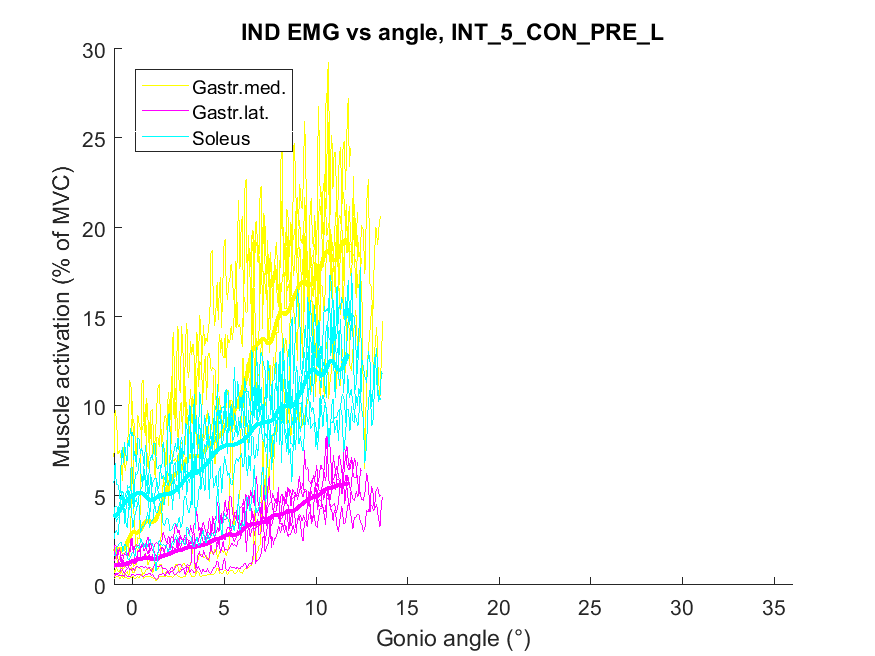 IND EMG vs angle, INT_5_CON_PRE_L
30
Gastr.med.
Gastr.lat.
Soleus
25
20
15
10
5
0
Muscle activation (% of MVC)
0 5 10 15 20 25 30 35
Gonio angle (°)